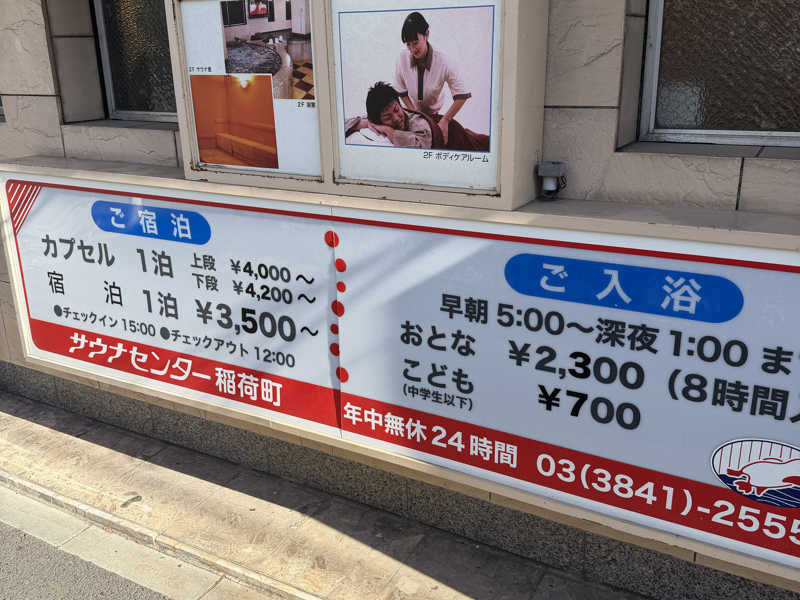 2F サウナ室
2F 浴室
2F ボディケアルーム
ご宿泊
カプセル 1泊 上段 ¥4,000～
下段 ¥4,200～
宿泊 1泊 ¥3,500～
●チェックイン 15:00 ●チェックアウト 12:00
サウナセンター稲荷町
ご入浴
早朝 5:00～深夜 1:00 ま
おとな ¥2,300 (8時間
こども ¥700
(中学生以下)
年中無休24時間 03(3841)-2555